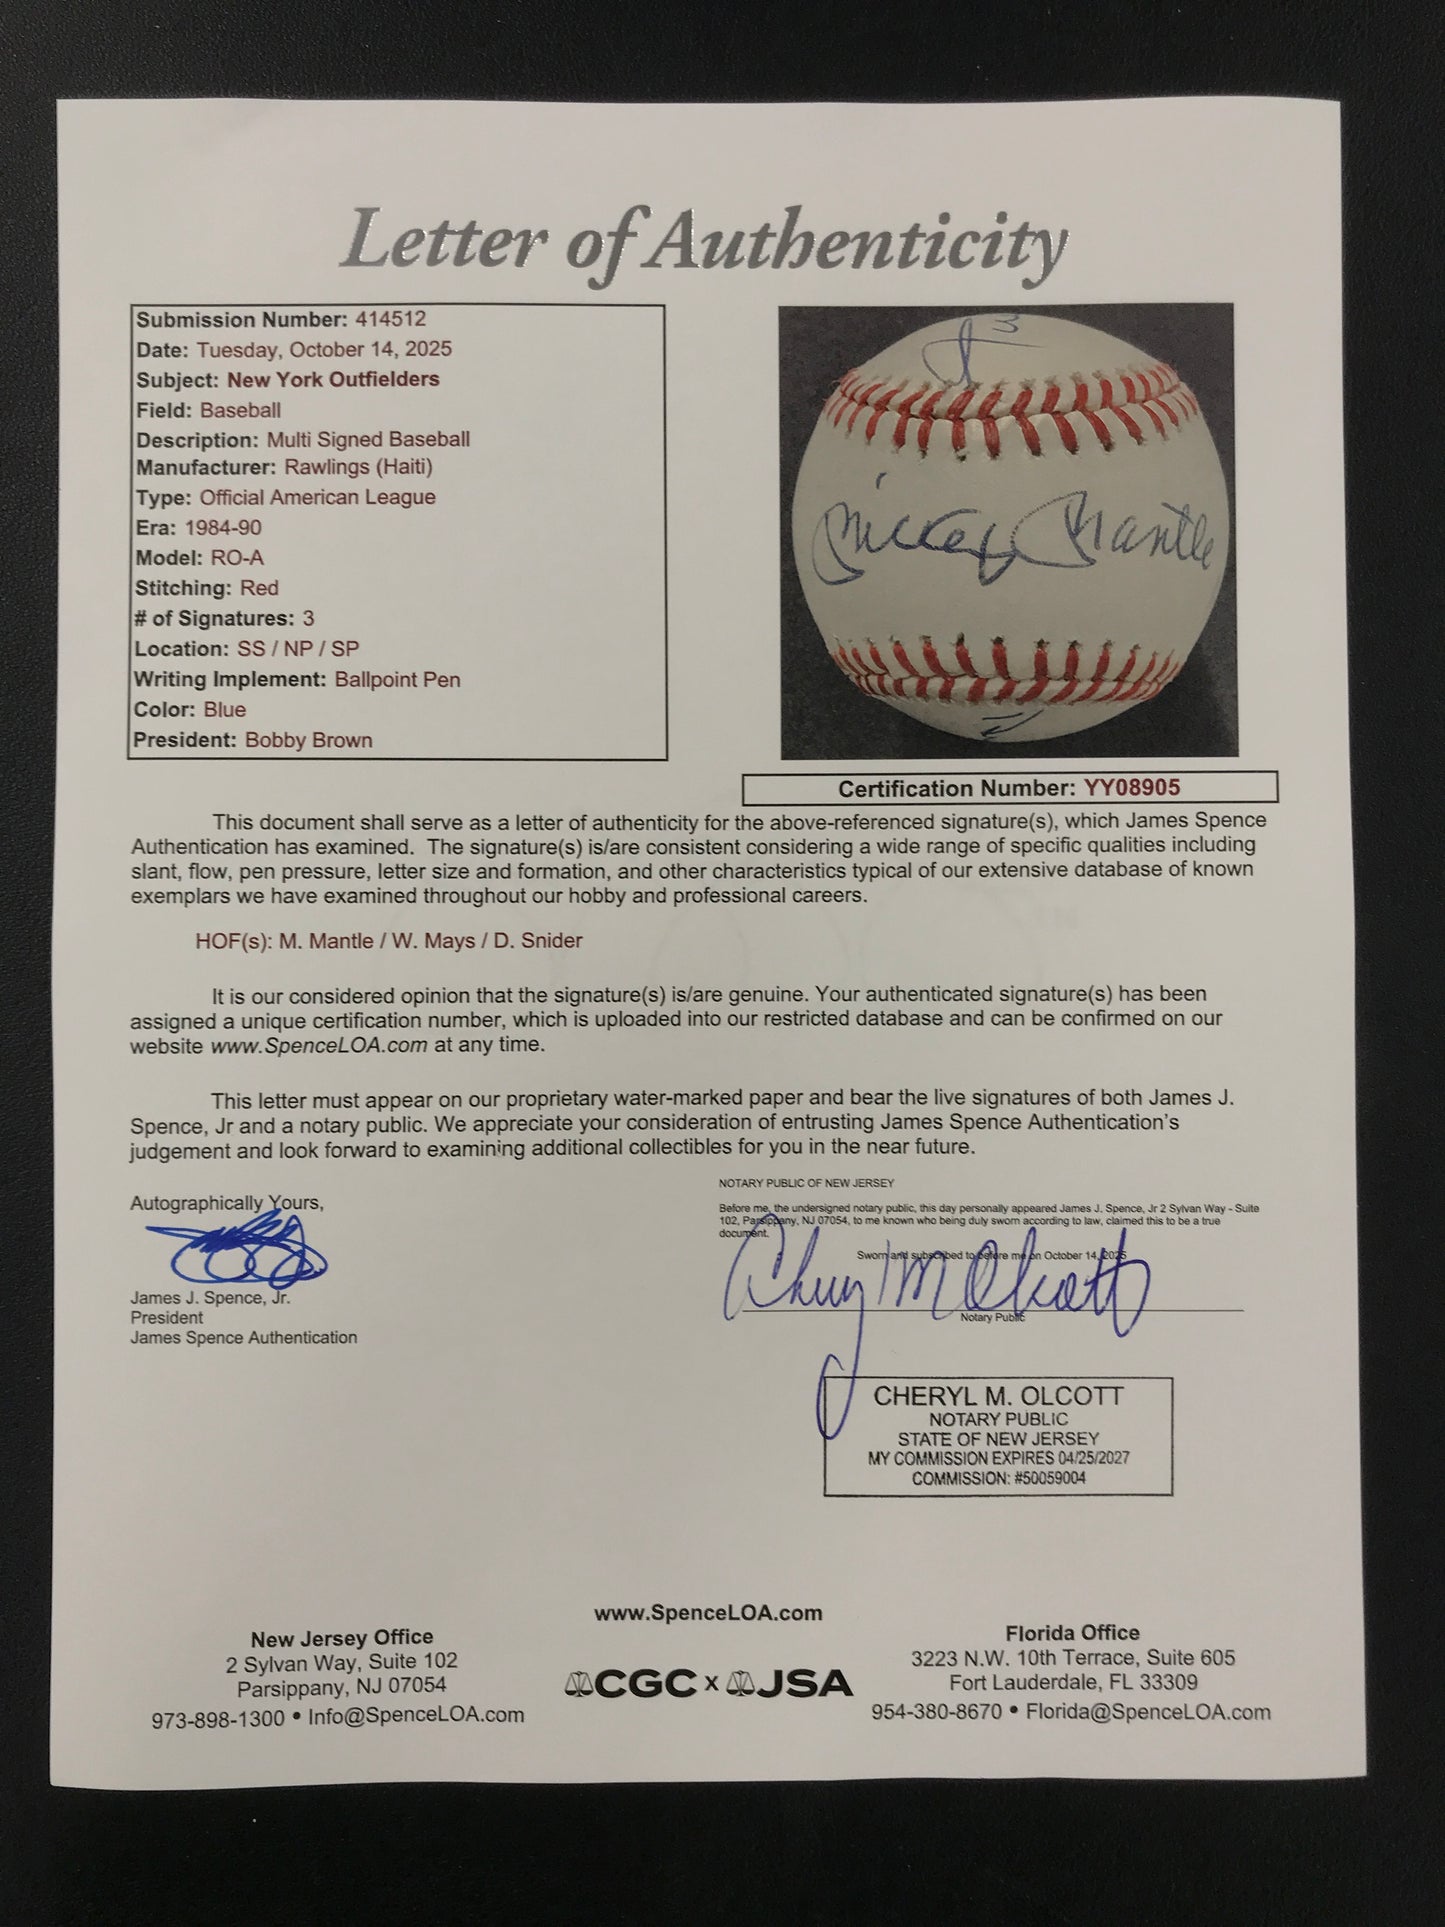 Letter of Authenticity
Submission Number: 414512
Date: Tuesday, October 14, 2025
Subject: New York Outfielders
Field: Baseball
Description: Multi Signed Baseball
Manufacturer: Rawlings (Haiti)
Type: Official American League
Era: 1984-90
Model: RO-A
Stitching: Red
# of Signatures: 3
Location: SS / NP / SP
Writing Implement: Ballpoint Pen
Color: Blue
President: Bobby Brown
Mickey Mantle
Certification Number: YY08905
This document shall serve as a letter of authenticity for the above-referenced signature(s), which James Spence
Authentication has examined. The signature(s) is/are consistent considering a wide range of specific qualities including
slant, flow, pen pressure, letter size and formation, and other characteristics typical of our extensive database of known
exemplars we have examined throughout our hobby and professional careers.
HOF(s): M. Mantle / W. Mays / D. Snider
It is our considered opinion that the signature(s) is/are genuine. Your authenticated signature(s) has been
assigned a unique certification number, which is uploaded into our restricted database and can be confirmed on our
website www.SpenceLOA.com at any time.
This letter must appear on our proprietary water-marked paper and bear the live signatures of both James J.
Spence, Jr and a notary public. We appreciate your consideration of entrusting James Spence Authentication's
judgement and look forward to examining additional collectibles for you in the near future.
Autographically Yours,
James J. Spence, Jr.
President
James Spence Authentication
NOTARY PUBLIC OF NEW JERSEY
Before me, the undersigned notary public, this day personally appeared James J. Spence, Jr 2 Sylvan Way - Suite
102, Parsippany, NJ 07054, to me known who being duly sworn according to law, claimed this to be a true
document.
Sworn and subscribed to before me on October 14, 2025
Cheryl M Olcott
Notary Public
CHERYL M. OLCOTT
NOTARY PUBLIC
STATE OF NEW JERSEY
MY COMMISSION EXPIRES 04/25/2027
COMMISSION: #50059004
www.SpenceLOA.com
New Jersey Office
2 Sylvan Way, Suite 102
Parsippany, NJ 07054
973-898-1300 • Info@SpenceLOA.com
CGC x JSA
Florida Office
3223 N.W. 10th Terrace, Suite 605
Fort Lauderdale, FL 33309
954-380-8670 • Florida@SpenceLOA.com